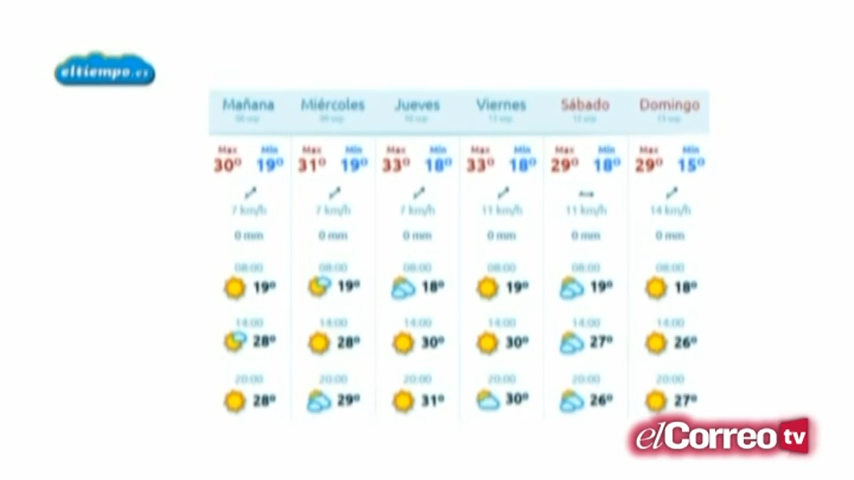 eltiempo.es
Mañana Miércoles Jueves Viernes Sábado Domingo
Max Min Max Min Max Min Max Min Max Min Max Min
30º 19º 31º 19º 33º 18º 33º 18º 29º 18º 29º 15º
7 km/h 7 km/h 7 km/h 11 km/h 11 km/h 14 km/h
0 mm 0 mm 0 mm 0 mm 0 mm 0 mm
08:00 08:00 08:00 08:00 08:00 08:00
19º 19º 18º 19º 19º 18º
14:00 14:00 14:00 14:00 14:00 14:00
28º 28º 30º 30º 27º 26º
20:00 20:00 20:00 20:00 20:00 20:00
28º 29º 31º 30º 26º 27º
elCorreo tv